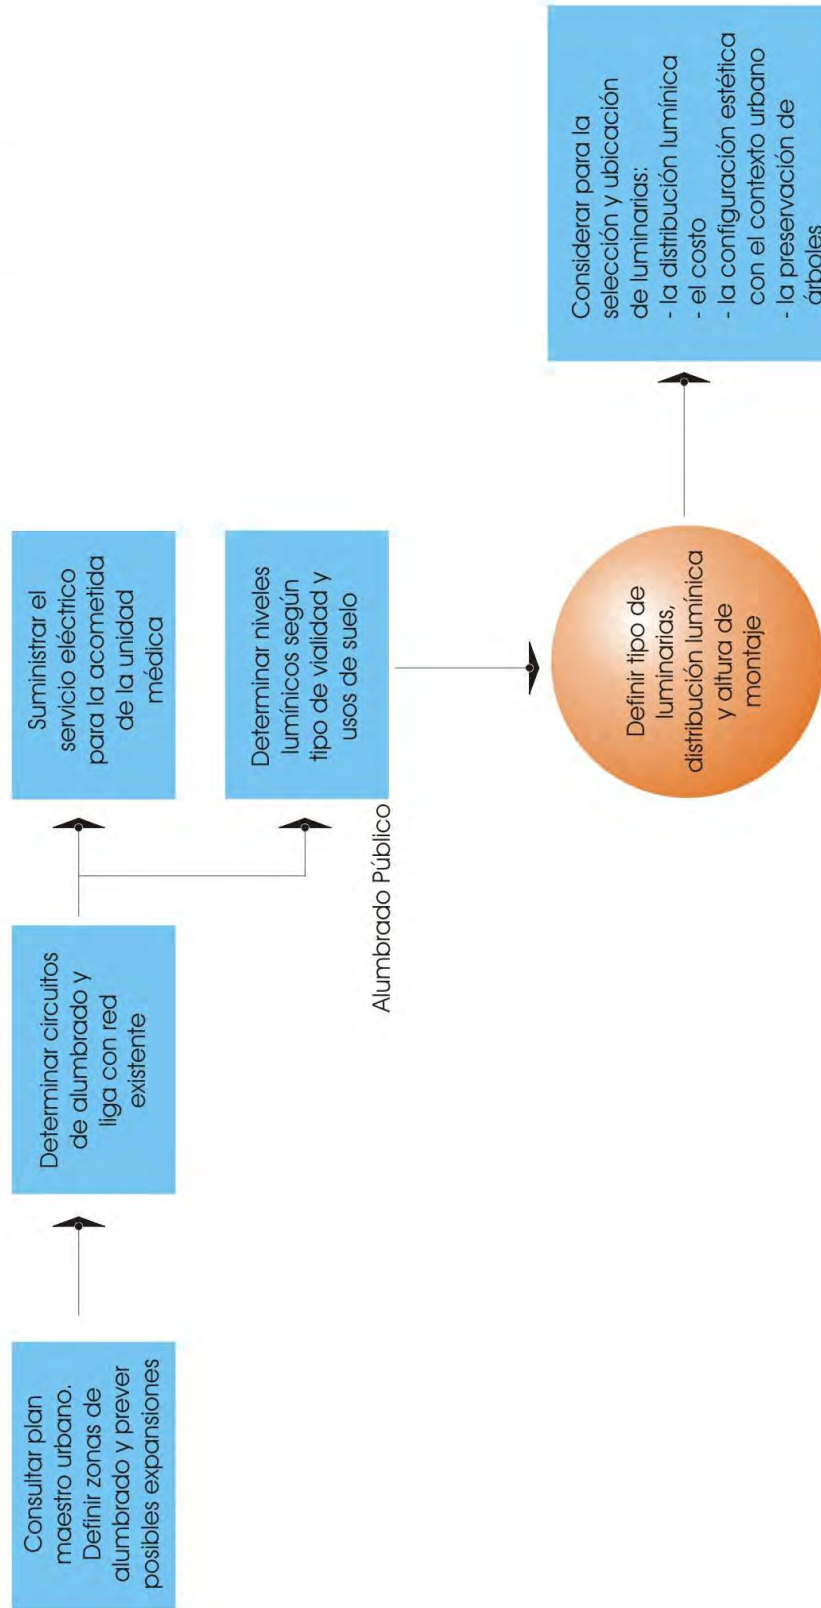 Consultar plan
maestro urbano.
Definir zonas de
alumbrado y prever
posibles expansiones
Determinar circuitos
de alumbrado y
liga con red
existente
Suministrar el
servicio eléctrico
para la acometida
de la unidad
médica
Determinar niveles
lumínicos según
tipo de vialidad y
usos de suelo
Alumbrado Público
Definir tipo de
luminarias,
distribución lumínica
y altura de
montaje
Considerar para la
selección y ubicación
de luminarias:
- la distribución lumínica
- el costo
- la configuración estética
con el contexto urbano
- la preservación de
árboles